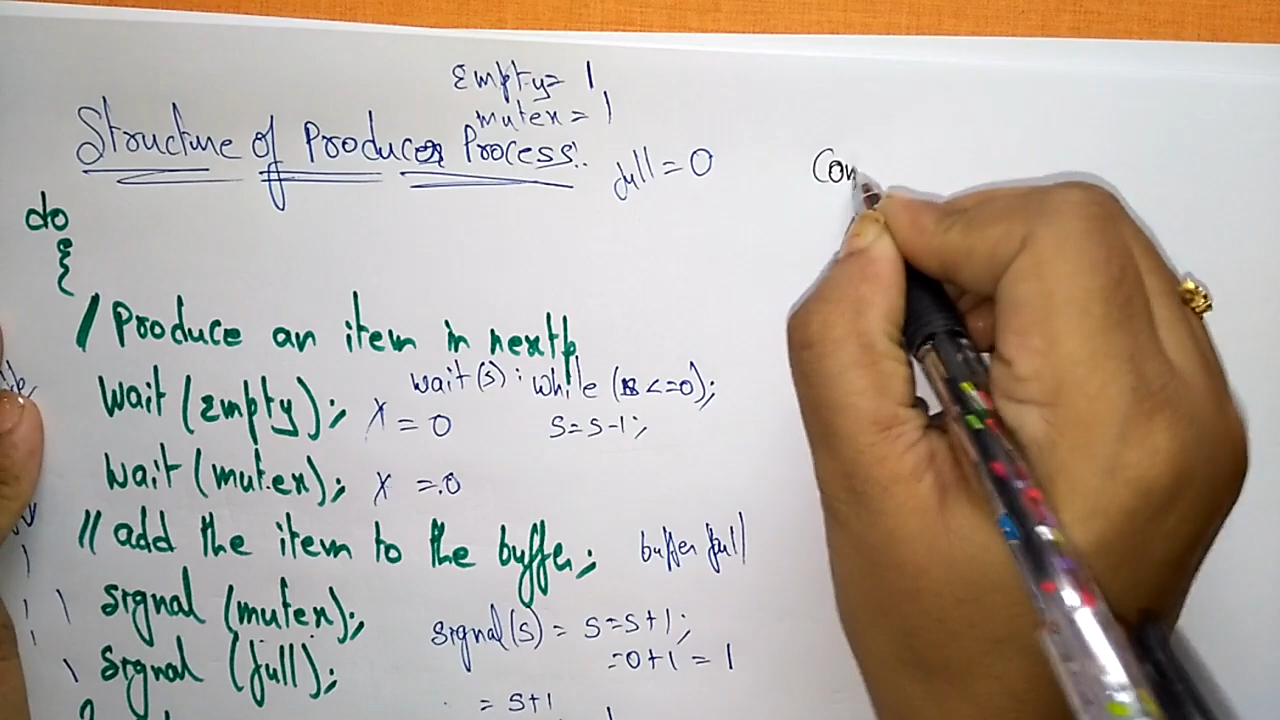 Empty= 1
mutex = 1
Structure of Producer Process:
full = 0
Con
do
{
/ Produce an item in nextp
wait(s): while (s<=0);
wait (Empty); X = 0
s=s-1;
wait (mutex); X = 0
// add the item to the buffer; buffer full
signal (mutex);
signal(s) = s=s+1;
=0+1 = 1
signal (full);
= s+1